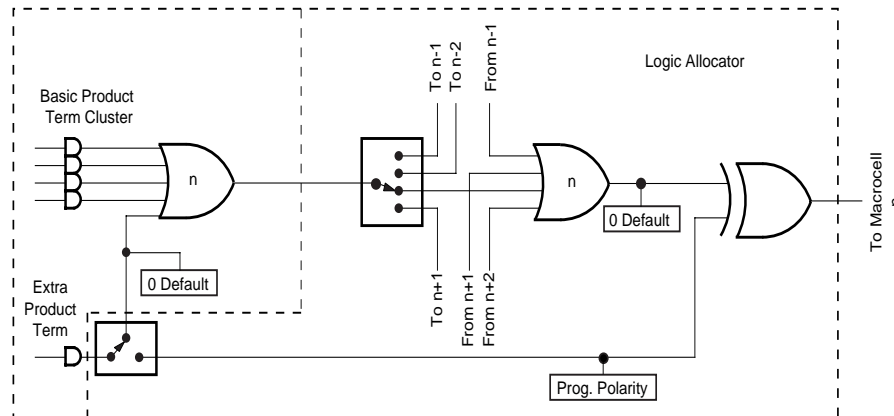 To n-1
To n-2
From n-1
Logic Allocator
Basic Product
Term Cluster
n
n
0 Default
To Macrocell
n
0 Default
Extra
Product
Term
To n+1
From n+1
From n+2
Prog. Polarity